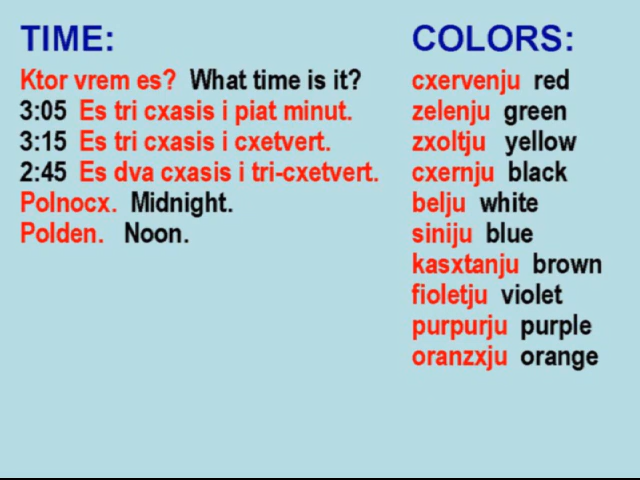 TIME:
Ktor vrem es? What time is it?
3:05 Es tri cxasis i piat minut.
3:15 Es tri cxasis i cxetvert.
2:45 Es dva cxasis i tri-cxetvert.
Polnocx. Midnight.
Polden. Noon.
COLORS:
cxervenju red
zelenju green
zxoltju yellow
cxernju black
belju white
siniju blue
kasxtanju brown
fioletju violet
purpurju purple
oranzxju orange